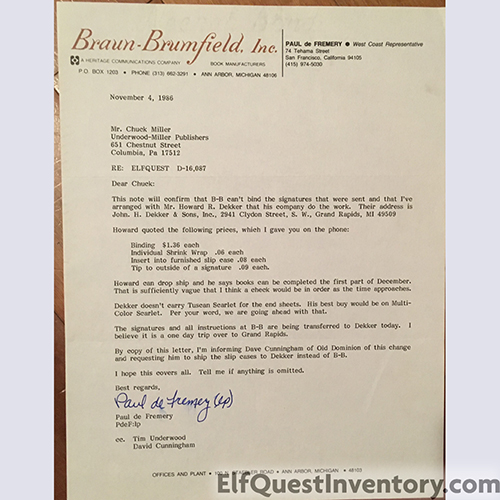 Braun-Brumfield, Inc.
A HERITAGE COMMUNICATIONS COMPANY BOOK MANUFACTURERS
P.O. BOX 1203 • PHONE (313) 662-3291 • ANN ARBOR, MICHIGAN 48106
PAUL de FREMERY • West Coast Representative
74 Tehama Street
San Francisco, California 94105
(415) 974-5030
November 4, 1986
Mr. Chuck Miller
Underwood-Miller Publishers
651 Chestnut Street
Columbia, Pa 17512
RE: ELFQUEST D-16,087
Dear Chuck:
This note will confirm that B-B can't bind the signatures that were sent and that I've
arranged with Mr. Howard R. Dekker that his company do the work. Their address is
John. H. Dekker & Sons, Inc., 2941 Clydon Street, S. W., Grand Rapids, MI 49509
Howard quoted the following prices, which I gave you on the phone:
Binding $1.36 each
Individual Shrink Wrap .06 each
Insert into furnished slip ease .08 each
Tip to outside of a signature .09 each.
Howard can drop ship and he says books can be completed the first part of December.
That is sufficiently vague that I think a check would be in order as the time approaches.
Dekker doesn't carry Tuscan Scarlet for the end sheets. His best buy would be on Multi-
Color Scarlet. Per your word, we are going ahead with that.
The signatures and all instructions at B-B are being transferred to Dekker today. I
believe it is a one day trip over to Grand Rapids.
By copy of this letter, I'm informing Dave Cunningham of Old Dominion of this change
and requesting him to ship the slip cases to Dekker instead of B-B.
I hope this covers all. Tell me if anything is omitted.
Best regards,
Paul de Fremery (lp)
Paul de Fremery
PdeF:lp
cc. Tim Underwood
David Cunningham
OFFICES AND PLANT • 100 N. STAEBLER ROAD • ANN ARBOR, MICHIGAN • 48103
ElfQuestInventory.com